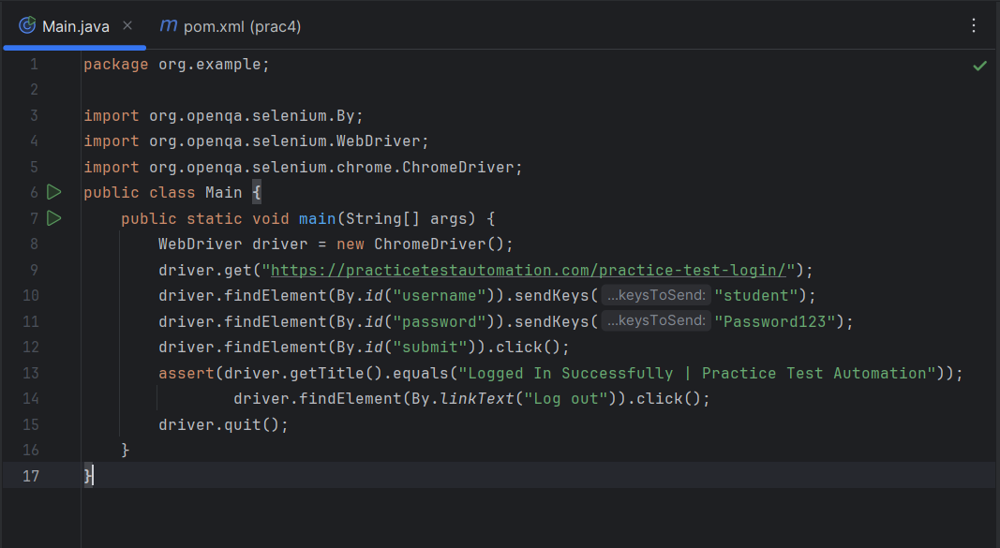 Main.java
m pom.xml (prac4)
1 package org.example;
2
3 import org.openqa.selenium.By;
4 import org.openqa.selenium.WebDriver;
5 import org.openqa.selenium.chrome.ChromeDriver;
6 public class Main {
7 public static void main(String[] args) {
8 WebDriver driver = new ChromeDriver();
9 driver.get("https://practicetestautomation.com/practice-test-login/");
10 driver.findElement(By.id("username")).sendKeys( ...keysToSend: "student");
11 driver.findElement(By.id("password")).sendKeys( ...keysToSend: "Password123");
12 driver.findElement(By.id("submit")).click();
13 assert(driver.getTitle().equals("Logged In Successfully | Practice Test Automation"));
14 driver.findElement(By.linkText("Log out")).click();
15 driver.quit();
16 }
17 }